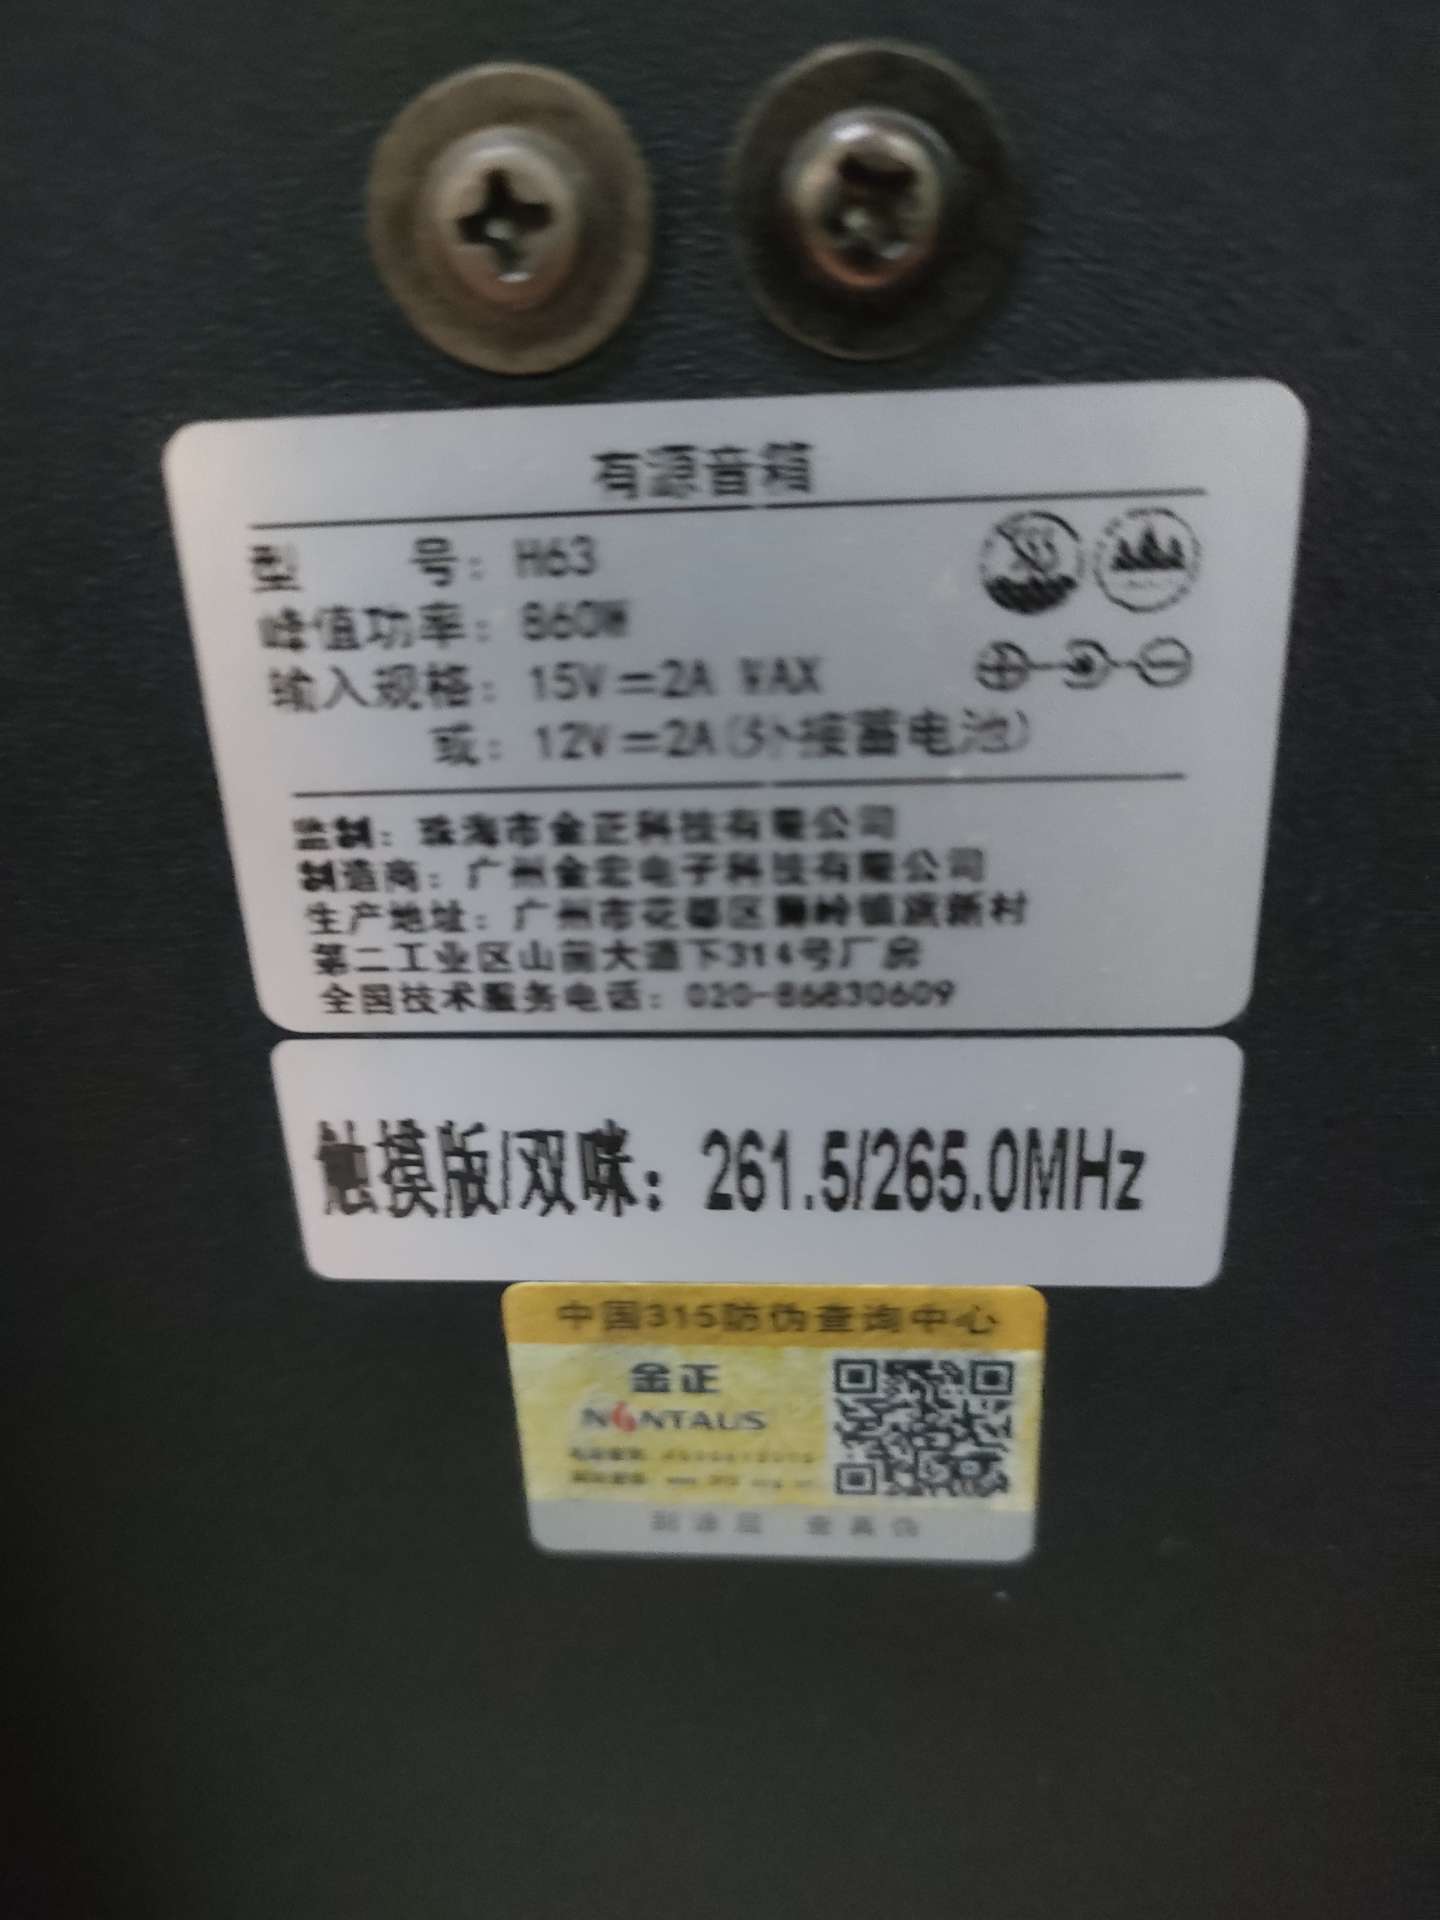 有源音箱
型 号: H63
峰值功率: 860W
输入规格: 15V=2A MAX
或: 12V=2A(外接蓄电池)
监制: 珠海市金正科技有限公司
制造商: 广州金宏电子科技有限公司
生产地址: 广州市花都区狮岭镇旗新村
第二工业区山前大道下314号厂房
全国技术服务电话: 020-86830609
触摸版/双咪: 261.5/265.0MHz
中国315防伪查询中心
金正
NINTAUS
刮涂层 查真伪